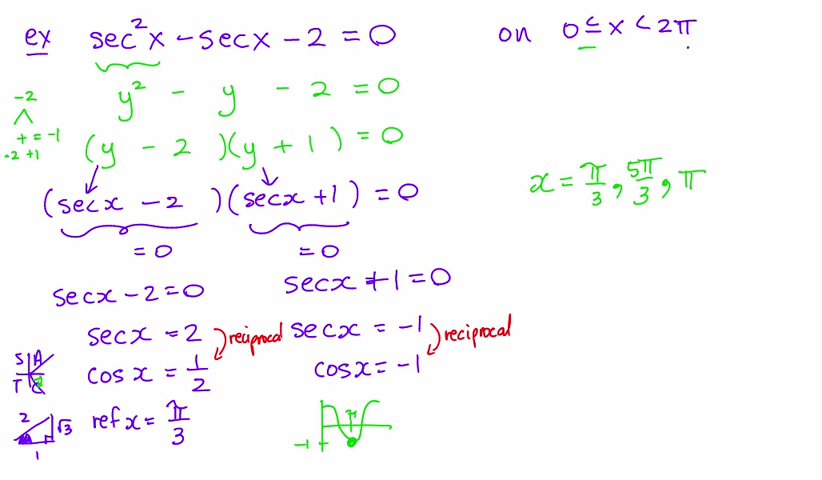 ex sec²x - secx - 2 = 0 on 0 ≤ x < 2π
y² - y - 2 = 0
-2
+ = -1
-2 +1
(y - 2)(y + 1) = 0
(secx - 2)(secx + 1) = 0
= 0 = 0
x = π/3, 5π/3, π
secx - 2 = 0 secx + 1 = 0
secx = 2 reciprocal secx = -1 reciprocal
S A
T C
cosx = 1/2 cosx = -1
ref x = π/3
2 √3
1
π
-1